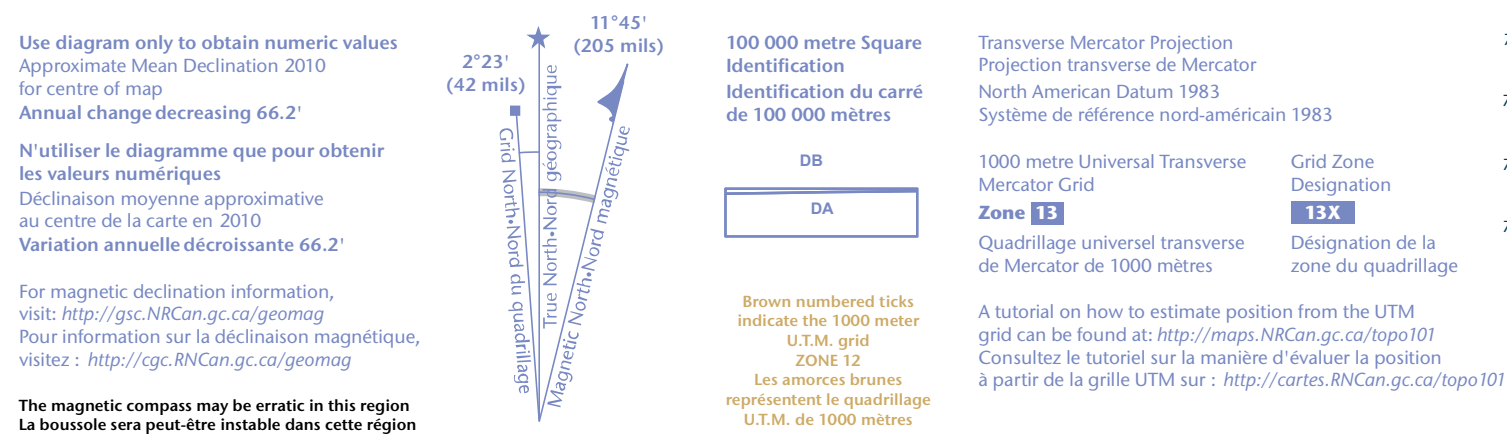 Use diagram only to obtain numeric values
Approximate Mean Declination 2010
for centre of map
Annual change decreasing 66.2'
N'utiliser le diagramme que pour obtenir
les valeurs numériques
Déclinaison moyenne approximative
au centre de la carte en 2010
Variation annuelle décroissante 66.2'
For magnetic declination information,
visit: http://gsc.NRCan.gc.ca/geomag
Pour information sur la déclinaison magnétique,
visitez : http://cgc.RNCan.gc.ca/geomag
The magnetic compass may be erratic in this region
La boussole sera peut-être instable dans cette région
2°23'
(42 mils)
11°45'
(205 mils)
Grid North•Nord du quadrillage
True North•Nord géographique
Magnetic North•Nord magnétique
100 000 metre Square
Identification
Identification du carré
de 100 000 mètres
DB
DA
Brown numbered ticks
indicate the 1000 meter
U.T.M. grid
ZONE 12
Les amorces brunes
représentent le quadrillage
U.T.M. de 1000 mètres
Transverse Mercator Projection
Projection transverse de Mercator
North American Datum 1983
Système de référence nord-américain 1983
1000 metre Universal Transverse
Mercator Grid
Zone 13
Quadrillage universel transverse
de Mercator de 1000 mètres
Grid Zone
Designation
13X
Désignation de la
zone du quadrillage
A tutorial on how to estimate position from the UTM
grid can be found at: http://maps.NRCan.gc.ca/topo101
Consultez le tutoriel sur la manière d'évaluer la position
à partir de la grille UTM sur : http://cartes.RNCan.gc.ca/topo101